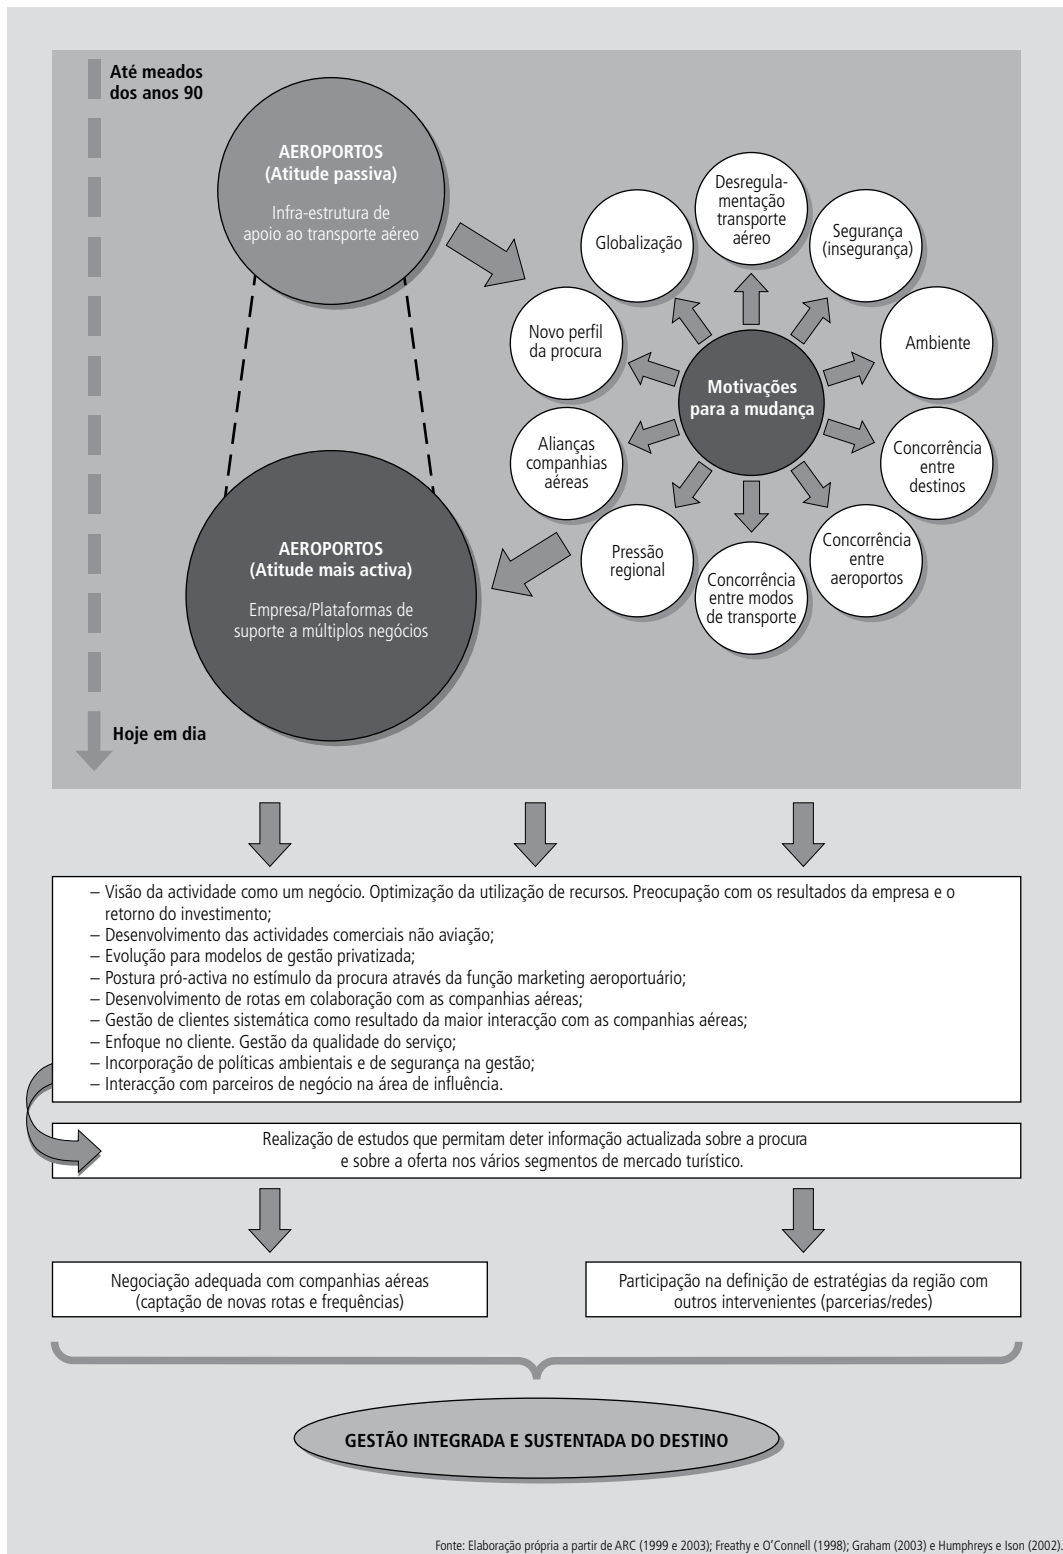 Até meados
dos anos 90
AEROPORTOS
(Atitude passiva)
Infra-estrutura de
apoio ao transporte aéreo
Desregula-
mentação
transporte
aéreo
Globalização
Segurança
(insegurança)
Novo perfil
da procura
Ambiente
Motivações
para a mudança
Alianças
companhias
aéreas
Concorrência
entre
destinos
Pressão
regional
Concorrência
entre modos
de transporte
Concorrência
entre
aeroportos
AEROPORTOS
(Atitude mais activa)
Empresa/Plataformas de
suporte a múltiplos negócios
Hoje em dia
– Visão da actividade como um negócio. Optimização da utilização de recursos. Preocupação com os resultados da empresa e o
retorno do investimento;
– Desenvolvimento das actividades comerciais não aviação;
– Evolução para modelos de gestão privatizada;
– Postura pró-activa no estímulo da procura através da função marketing aeroportuário;
– Desenvolvimento de rotas em colaboração com as companhias aéreas;
– Gestão de clientes sistemática como resultado da maior interacção com as companhias aéreas;
– Enfoque no cliente. Gestão da qualidade do serviço;
– Incorporação de políticas ambientais e de segurança na gestão;
– Interacção com parceiros de negócio na área de influência.
Realização de estudos que permitam deter informação actualizada sobre a procura
e sobre a oferta nos vários segmentos de mercado turístico.
Negociação adequada com companhias aéreas
(captação de novas rotas e frequências)
Participação na definição de estratégias da região com
outros intervenientes (parcerias/redes)
GESTÃO INTEGRADA E SUSTENTADA DO DESTINO
Fonte: Elaboração própria a partir de ARC (1999 e 2003); Freathy e O’Connell (1998); Graham (2003) e Humphreys e Ison (2002).